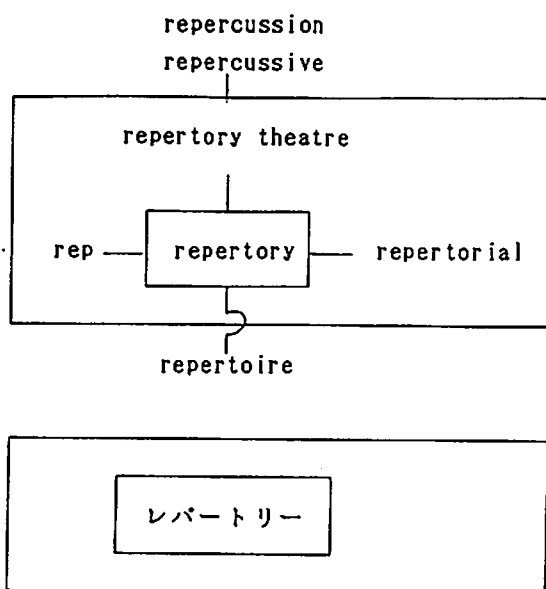 repercussion
repercussive
repertory theatre
rep repertory repertorial
repertoire
レパートリー